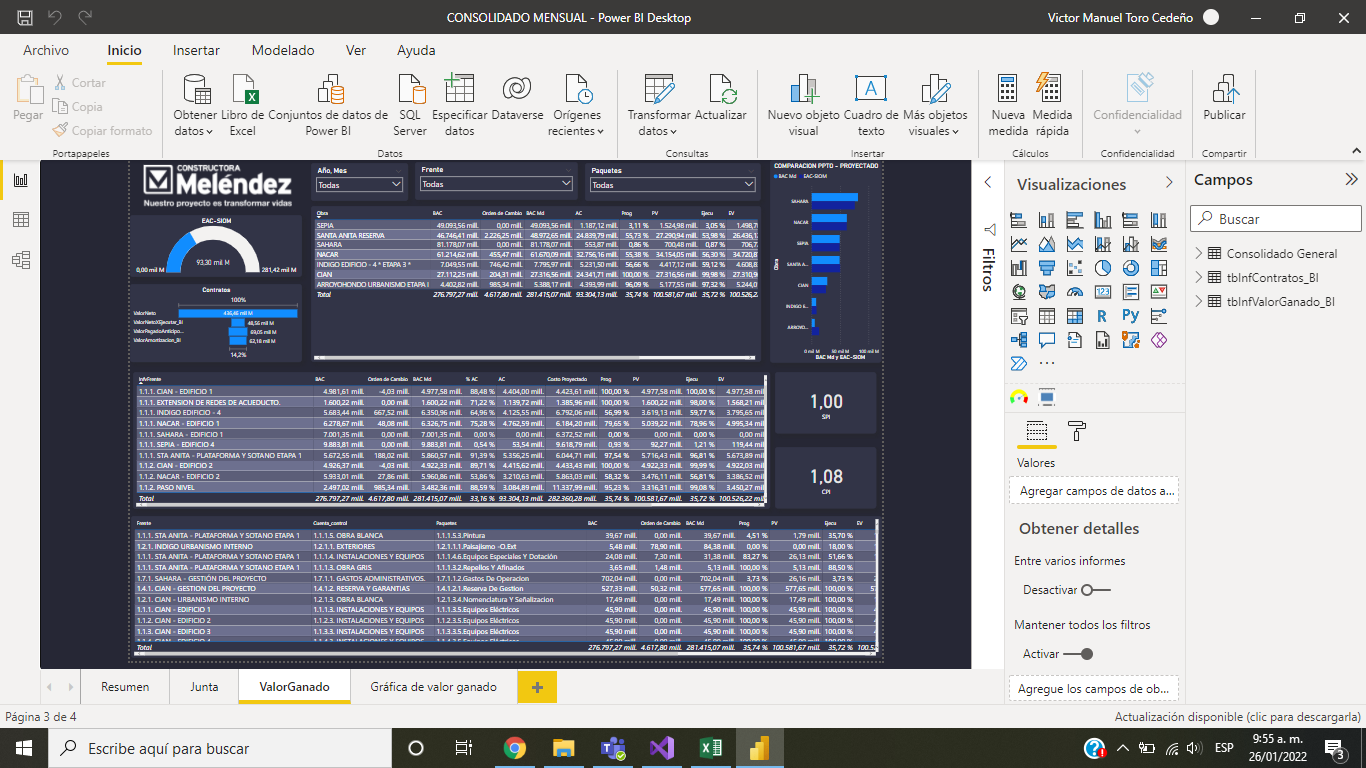 CONSOLIDADO MENSUAL - Power BI Desktop
Victor Manuel Toro Cedeño
Archivo Inicio Insertar Modelado Ver Ayuda
Pegar
Cortar
Copia
Copiar formato
Portapapeles
Obtener datos
Libro de Excel
Conjuntos de datos de Power BI
SQL Server
Especificar datos
Dataverse
Orígenes recientes
Datos
Transformar datos
Actualizar
Consultas
Nuevo objeto visual
Cuadro de texto
Más objetos visuales
Insertar
Nueva medida
Medida rápida
Cálculos
Confidencialidad
Confidencialidad
Publicar
Compartir
CONSTRUCTORA
Meléndez
Nuestro proyecto es transformar vidas
Año, Mes
Todas
Frente
Todas
Paquetes
Todas
EAC-SIOM
93,30 mil M
0,00 mil M 281,42 mil M
Contratos
100%
ValorNeto 436,46 mil M
ValorNetoXEjecutar_BI 48,56 mil M
ValorPagadoAnticipo... 69,05 mil M
ValorAmortizacion_BI 62,18 mil M
14,2%
Obra BAC Ordes de Cambio BAC Md AC Prog PV Ejecu EV
SEPIA 49.093,56 mill. 0,00 mill. 49.093,56 mill. 1.187,12 mill. 3,11 % 1.524,98 mill. 3,05 % 1.498,7
SANTA ANITA RESERVA 46.746,41 mill. 2.226,25 mill. 48.972,65 mill. 24.839,79 mill. 55,73 % 27.290,94 mill. 53,98 % 26.436,1
SAHARA 81.178,07 mill. 0,00 mill. 81.178,07 mill. 553,87 mill. 0,86 % 700,48 mill. 0,87 % 706,7
NACAR 61.214,62 mill. 455,47 mill. 61.670,09 mill. 32.756,16 mill. 55,38 % 34.154,05 mill. 56,30 % 34.720,8
INDIGO EDIFICIO - 4 * ETAPA 3 * 7.049,55 mill. 746,42 mill. 7.795,97 mill. 5.231,50 mill. 56,66 % 4.417,12 mill. 59,12 % 4.608,8
CIAN 27.112,25 mill. 204,31 mill. 27.316,56 mill. 24.341,71 mill. 100,00 % 27.316,56 mill. 99,98 % 27.310,9
ARROYOHONDO URBANISMO ETAPA I 4.402,82 mill. 985,34 mill. 5.388,17 mill. 4.393,99 mill. 96,09 % 5.177,55 mill. 97,32 % 5.244,0
Total 276.797,27 mill. 4.617,80 mill. 281.415,07 mill. 93.304,13 mill. 35,74 % 100.581,67 mill. 35,72 % 100.526,2
COMPARACION PPTO - PROYECTADO
BAC Md EAC-SIOM
Obra
SAHARA
NACAR
SEPIA
SANTA A...
CIAN
INDIGO E...
ARROYO...
0 mil M 50 mil M 100 mil M
BAC Md y EAC-SIOM
InfvFrente BAC Orden de Cambio BAC Md % AC AC Costo Proyectado Prog PV Ejecu EV
1.1.1. CIAN - EDIFICIO 1 4.981,61 mill. -4,03 mill. 4.977,58 mill. 88,48 % 4.404,00 mill. 4.423,61 mill. 100,00 % 4.977,58 mill. 100,00 % 4.977,58 mil
1.1.1. EXTENSION DE REDES DE ACUEDUCTO. 1.600,22 mill. 0,00 mill. 1.600,22 mill. 71,22 % 1.139,72 mill. 1.385,96 mill. 100,00 % 1.600,22 mill. 98,00 % 1.568,21 mil
1.1.1. INDIGO EDIFICIO - 4 5.683,44 mill. 667,52 mill. 6.350,96 mill. 64,96 % 4.125,55 mill. 6.792,06 mill. 56,99 % 3.619,13 mill. 59,77 % 3.795,65 mil
1.1.1. NACAR - EDIFICIO 1 6.278,67 mill. 48,08 mill. 6.326,75 mill. 75,28 % 4.762,59 mill. 6.184,20 mill. 79,65 % 5.039,22 mill. 78,96 % 4.995,34 mil
1.1.1. SAHARA - EDIFICIO 1 7.001,35 mill. 0,00 mill. 7.001,35 mill. 0,00 % 0,00 mill. 6.372,52 mill. 0,00 % 0,00 mill. 0,00 % 0,00 mil
1.1.1. SEPIA - EDIFICIO 4 9.883,81 mill. 0,00 mill. 9.883,81 mill. 0,54 % 53,54 mill. 9.618,79 mill. 0,93 % 92,27 mill. 1,21 % 119,44 mil
1.1.1. STA ANITA - PLATAFORMA Y SOTANO ETAPA 1 5.672,55 mill. 188,02 mill. 5.860,57 mill. 91,39 % 5.356,25 mill. 6.044,71 mill. 97,54 % 5.716,43 mill. 96,81 % 5.673,89 mil
1.1.2. CIAN - EDIFICIO 2 4.926,37 mill. -4,03 mill. 4.922,33 mill. 89,71 % 4.415,62 mill. 4.433,43 mill. 100,00 % 4.922,33 mill. 99,99 % 4.922,03 mil
1.1.2. NACAR - EDIFICIO 2 5.933,01 mill. 27,86 mill. 5.960,86 mill. 53,86 % 3.210,63 mill. 5.863,03 mill. 58,32 % 3.476,11 mill. 56,81 % 3.386,52 mil
1.1.2. PASO NIVEL 2.497,02 mill. 985,34 mill. 3.482,36 mill. 88,59 % 3.084,89 mill. 11.337,99 mill. 95,23 % 3.316,31 mill. 99,08 % 3.450,27 mil
Total 276.797,27 mill. 4.617,80 mill. 281.415,07 mill. 33,16 % 93.304,13 mill. 282.360,28 mill. 35,74 % 100.581,67 mill. 35,72 % 100.526,22 mil
1,00
SPI
1,08
CPI
Frente Cuenta_control Paquetes BAC Orden de Cambio BAC Md Prog PV Ejecu EV
1.1.1. STA ANITA - PLATAFORMA Y SOTANO ETAPA 1 1.1.1.5. OBRA BLANCA 1.1.1.5.3.Pintura 39,67 mill. 0,00 mill. 39,67 mill. 4,51 % 1,79 mill. 35,70 %
1.2.1. INDIGO URBANISMO INTERNO 1.2.1.1. EXTERIORES 1.2.1.1.1.Paisajismo -O.Ext 5,48 mill. 78,90 mill. 84,38 mill. 0,00 % 0,00 mill. 18,00 %
1.1.1. STA ANITA - PLATAFORMA Y SOTANO ETAPA 1 1.1.1.4. INSTALACIONES Y EQUIPOS 1.1.1.4.6.Equipos Especiales Y Dotación 24,08 mill. 7,30 mill. 31,38 mill. 83,27 % 26,13 mill. 51,66 %
1.1.1. STA ANITA - PLATAFORMA Y SOTANO ETAPA 1 1.1.1.3. OBRA GRIS 1.1.1.3.2.Repellos Y Afinados 3,65 mill. 1,48 mill. 5,13 mill. 100,00 % 5,13 mill. 88,50 %
1.7.1. SAHARA - GESTIÓN DEL PROYECTO 1.7.1.1. GASTOS ADMINISTRATIVOS. 1.7.1.1.2.Gastos De Operacion 702,04 mill. 0,00 mill. 702,04 mill. 3,73 % 26,16 mill. 3,73 %
1.4.1. CIAN - GESTION DEL PROYECTO 1.4.1.2. RESERVA Y GARANTIAS 1.4.1.2.1.Reserva De Gestion 527,33 mill. 50,32 mill. 577,65 mill. 100,00 % 577,65 mill. 100,00 % 57
1.2.1. CIAN - URBANISMO INTERNO 1.2.1.3. OBRA BLANCA 1.2.1.3.4.Nomenclatura Y Señalizacion 17,49 mill. 0,00 mill. 17,49 mill. 100,00 % 17,49 mill. 100,00 %
1.1.1. CIAN - EDIFICIO 1 1.1.1.3. INSTALACIONES Y EQUIPOS 1.1.1.3.5.Equipos Eléctricos 45,90 mill. 0,00 mill. 45,90 mill. 100,00 % 45,90 mill. 100,00 %
1.1.2. CIAN - EDIFICIO 2 1.1.2.3. INSTALACIONES Y EQUIPOS 1.1.2.3.5.Equipos Eléctricos 45,90 mill. 0,00 mill. 45,90 mill. 100,00 % 45,90 mill. 100,00 %
1.1.3. CIAN - EDIFICIO 3 1.1.3.3. INSTALACIONES Y EQUIPOS 1.1.3.3.5.Equipos Eléctricos 45,90 mill. 0,00 mill. 45,90 mill. 100,00 % 45,90 mill. 100,00 %
Total 276.797,27 mill. 4.617,80 mill. 281.415,07 mill. 35,74 % 100.581,67 mill. 35,72 % 100.52
Filtros
Visualizaciones
Valores
Agregar campos de datos a...
Obtener detalles
Entre varios informes
Desactivar
Mantener todos los filtros
Activar
Agregue los campos de ob...
Campos
Buscar
Consolidado General
tbInfContratos_BI
tbInfValorGanado_BI
Resumen Junta ValorGanado Gráfica de valor ganado +
Página 3 de 4
Actualización disponible (clic para descargarla)
Escribe aquí para buscar
ESP
9:55 a. m.
26/01/2022
3